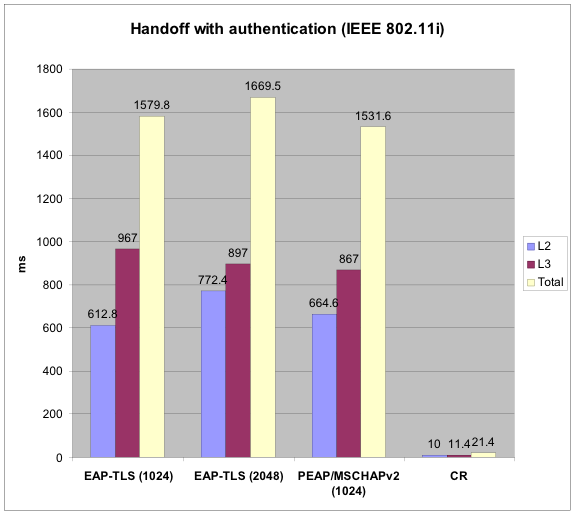 Handoff with authentication (IEEE 802.11i)
1800
1600
1400
1200
1000
800
600
400
200
0
ms
612.8
967
1579.8
772.4
897
1669.5
664.6
867
1531.6
10
11.4
21.4
EAP-TLS (1024)
EAP-TLS (2048)
PEAP/MSCHAPv2
(1024)
CR
L2
L3
Total